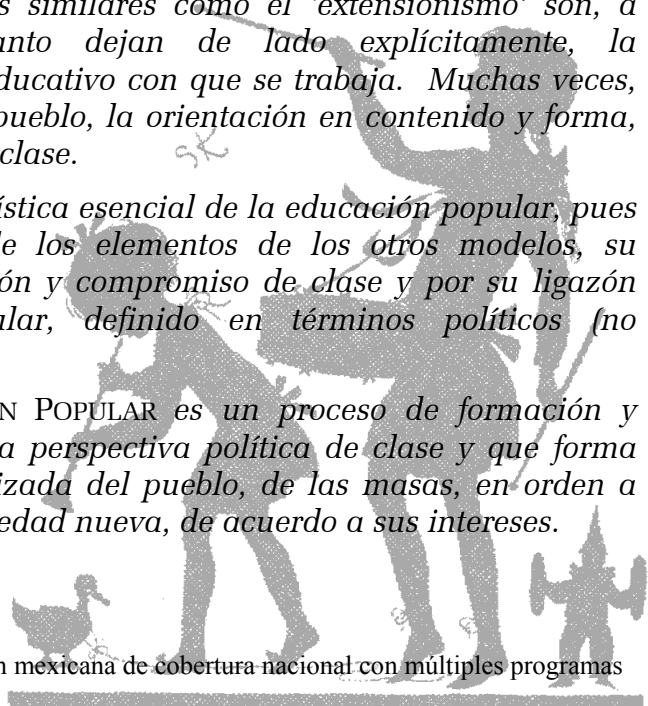 s similares como el 'extensionismo' son, a
anto dejan de lado explícitamente, la
ducativo con que se trabaja. Muchas veces,
pueblo, la orientación en contenido y forma,
clase.
ística esencial de la educación popular, pues
de los elementos de los otros modelos, su
ón y compromiso de clase y por su ligazón
ular, definido en términos políticos (no
N POPULAR es un proceso de formación y
a perspectiva política de clase y que forma
izada del pueblo, de las masas, en orden a
edad nueva, de acuerdo a sus intereses.
n mexicana de cobertura nacional con múltiples programas